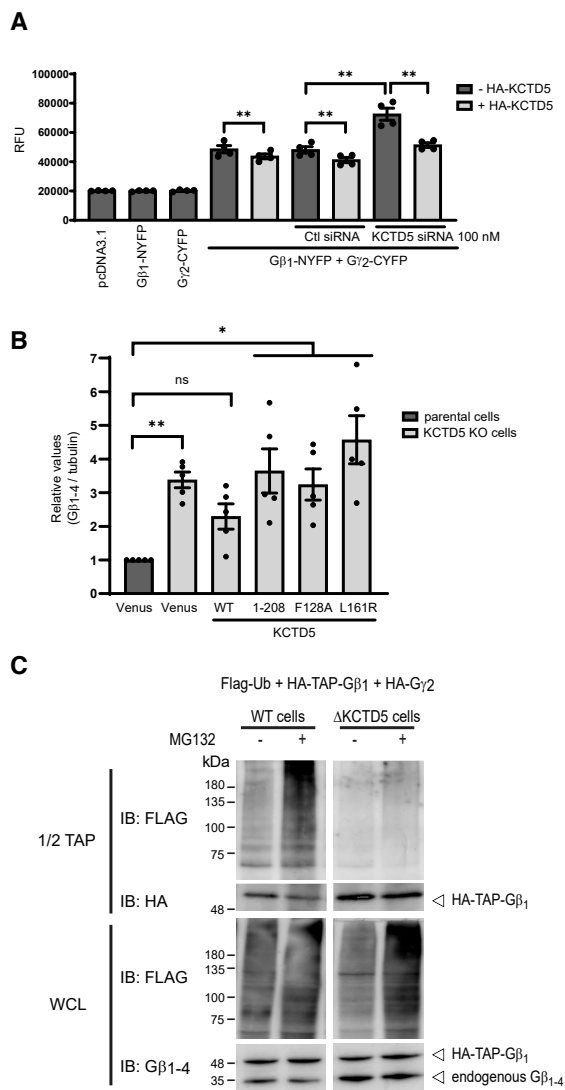 A
100000
80000
60000
40000
20000
0
RFU
**
**
**
**
- HA-KCTD5
+ HA-KCTD5
pcDNA3.1
Gβ1-NYFP
Gγ2-CYFP
Ctl siRNA
KCTD5 siRNA 100 nM
Gβ1-NYFP + Gγ2-CYFP
B
7
6
5
4
3
2
1
0
Relative values
(Gβ1-4 / tubulin)
*
ns
**
parental cells
KCTD5 KO cells
Venus Venus WT 1-208 F128A L161R
KCTD5
C
Flag-Ub + HA-TAP-Gβ1 + HA-Gγ2
WT cells ΔKCTD5 cells
MG132 - + - +
kDa
180
135
100
75
1/2 TAP
IB: FLAG
IB: HA
48
HA-TAP-Gβ1
180
135
100
75
WCL
IB: FLAG
IB: Gβ1-4
48
35
HA-TAP-Gβ1
endogenous Gβ1-4